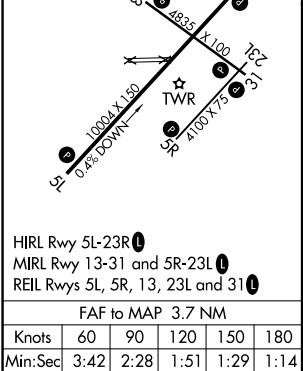 4835 X 100
23L
31
TWR
10004 X 150
0.4% DOWN
4100 X 75
5R
5L
P
P
P
P
HIRL Rwy 5L-23R L
MIRL Rwy 13-31 and 5R-23L L
REIL Rwys 5L, 5R, 13, 23L and 31 L
FAF to MAP 3.7 NM
Knots 60 90 120 150 180
Min:Sec 3:42 2:28 1:51 1:29 1:14